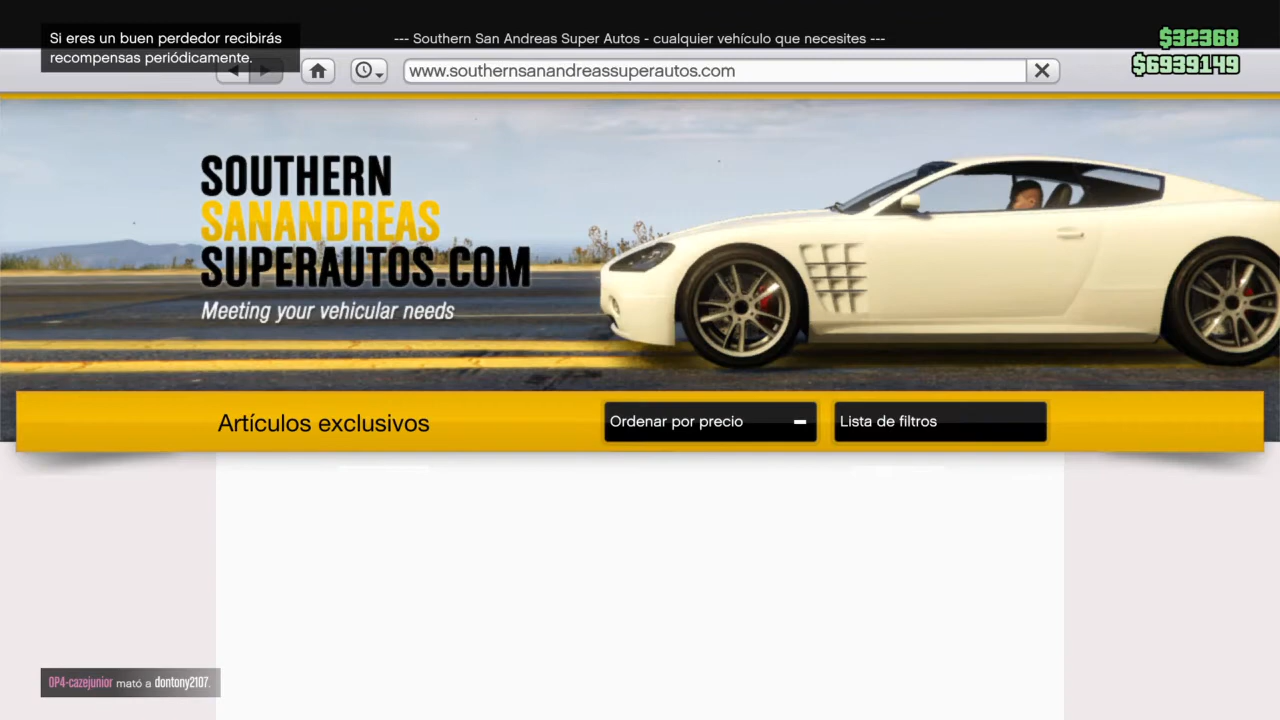 Si eres un buen perdedor recibirás
recompensas periódicamente.
--- Southern San Andreas Super Autos - cualquier vehículo que necesites ---
$32368
$6939149
www.southernsanandreassuperautos.com
SOUTHERN
SANANDREAS
SUPERAUTOS.COM
Meeting your vehicular needs
Artículos exclusivos
Ordenar por precio
Lista de filtros
0P4-cazejunior mató a dontony2107.